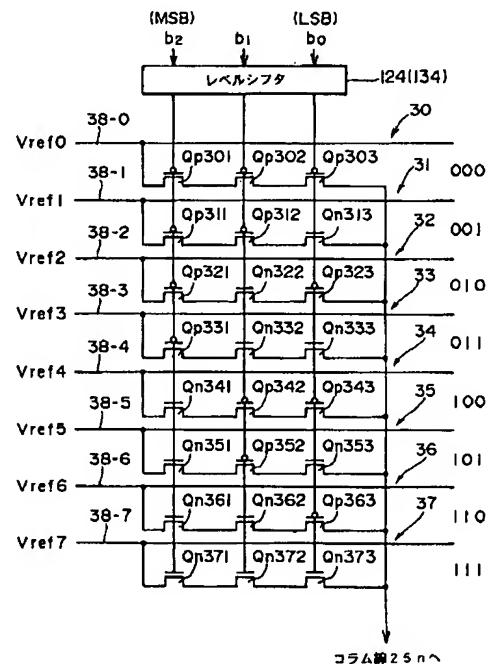 (MSB) (LSB)
b2 b1 b0
レベルシフタ
124(134)
38-0 30
Vref0
Qp301 Qp302 Qp303
38-1 31 000
Vref1
Qp311 Qp312 Qn313
38-2 32 001
Vref2
Qp321 Qn322 Qp323
38-3 33 010
Vref3
Qp331 Qn332 Qn333
38-4 34 011
Vref4
Qn341 Qp342 Qp343
38-5 35 100
Vref5
Qn351 Qp352 Qn353
38-6 36 101
Vref6
Qn361 Qn362 Qp363
38-7 37 110
Vref7
Qn371 Qn372 Qn373
111
コラム線25nへ